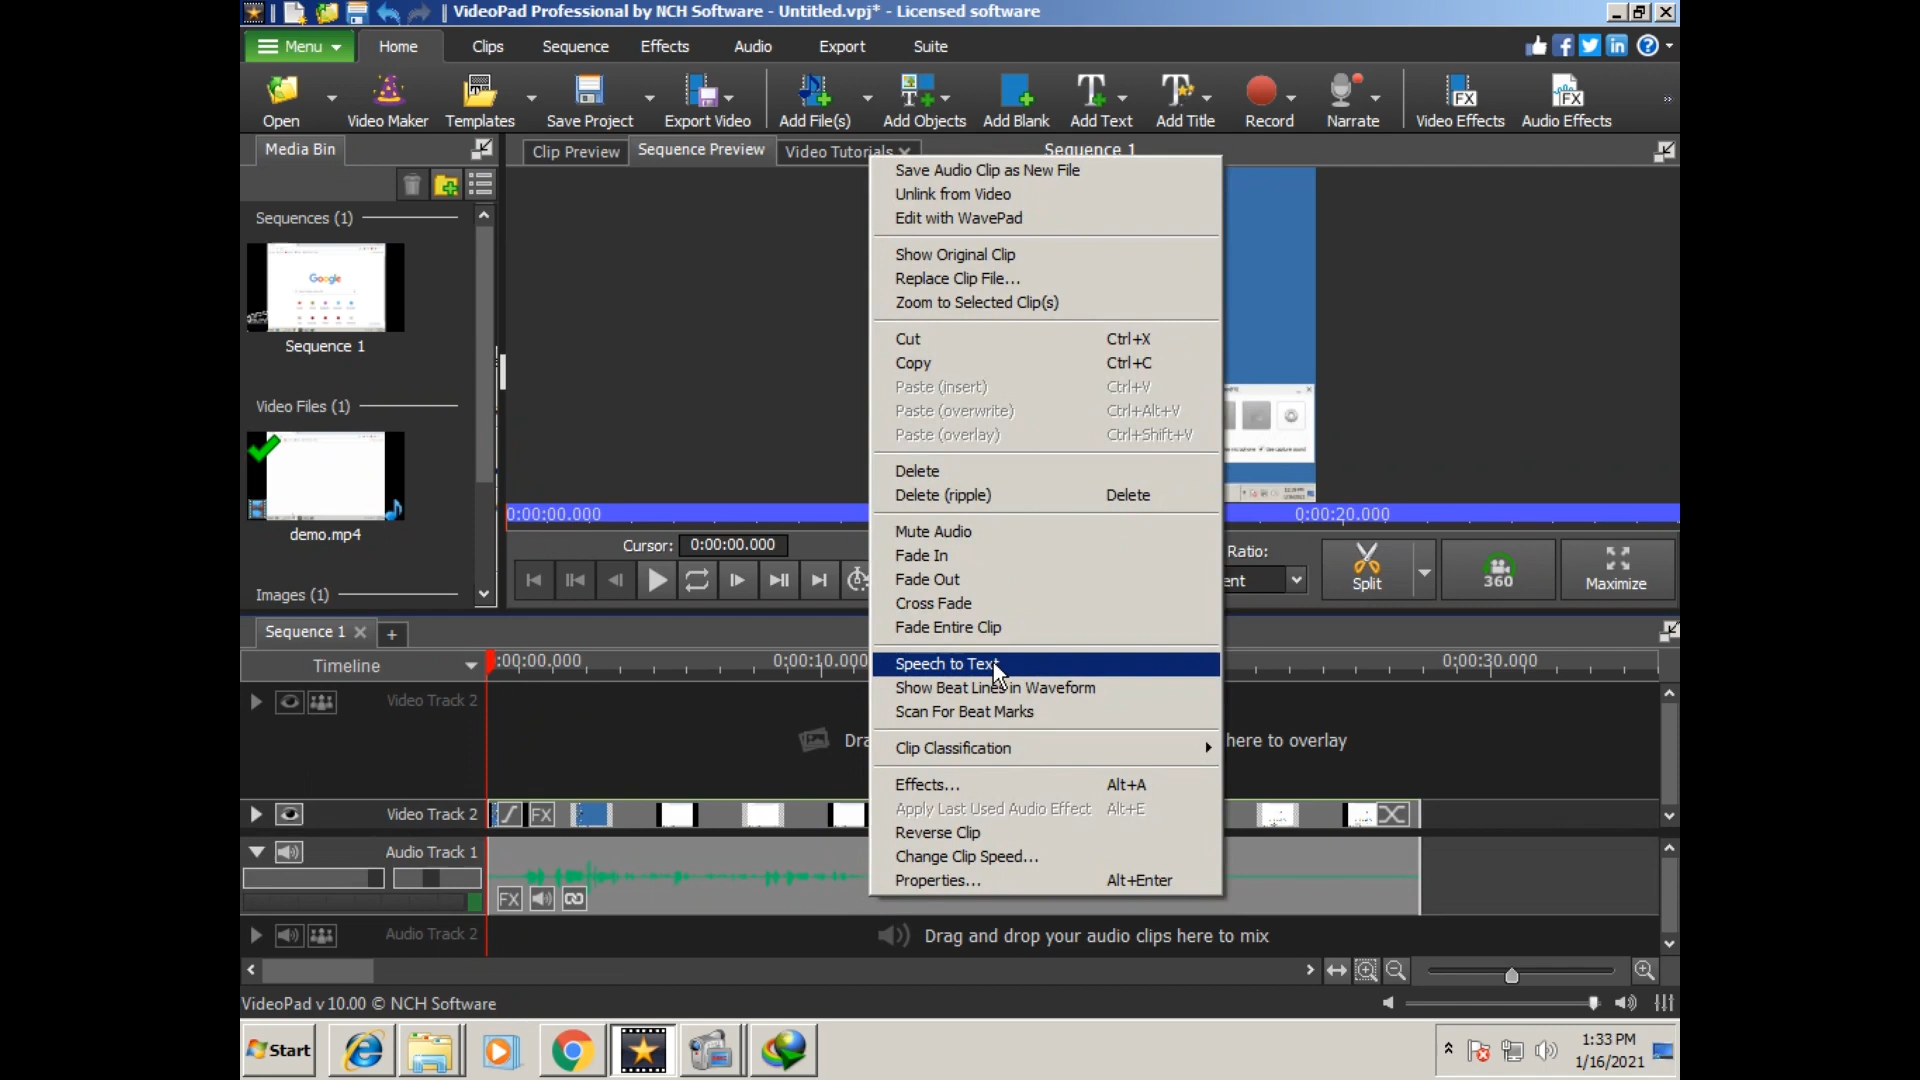 VideoPad Professional by NCH Software - Untitled.vpj* - Licensed software
Menu Home Clips Sequence Effects Audio Export Suite
Open Video Maker Templates Save Project Export Video Add File(s) Add Objects Add Blank Add Text Add Title Record Narrate Video Effects Audio Effects
Media Bin
Clip Preview Sequence Preview Video Tutorials Sequence 1
Sequences (1)
Google
Sequence 1
Video Files (1)
demo.mp4
Images (1)
Save Audio Clip as New File
Unlink from Video
Edit with WavePad
Show Original Clip
Replace Clip File...
Zoom to Selected Clip(s)
Cut Ctrl+X
Copy Ctrl+C
Paste (insert) Ctrl+V
Paste (overwrite) Ctrl+Alt+V
Paste (overlay) Ctrl+Shift+V
Delete
Delete (ripple) Delete
Mute Audio
Fade In
Fade Out
Cross Fade
Fade Entire Clip
Speech to Text
Show Beat Lines in Waveform
Scan For Beat Marks
Clip Classification
Effects... Alt+A
Apply Last Used Audio Effect Alt+E
Reverse Clip
Change Clip Speed...
Properties... Alt+Enter
0:00:00.000 0:00:20.000
Cursor: 0:00:00.000
Ratio:
Split 360 Maximize
Sequence 1
Timeline :00:00.000 0:00:10.000 0:00:30.000
Video Track 2
here to overlay
Video Track 2
FX
Audio Track 1
FX
Audio Track 2 Drag and drop your audio clips here to mix
VideoPad v 10.00 © NCH Software
Start
1:33 PM
1/16/2021